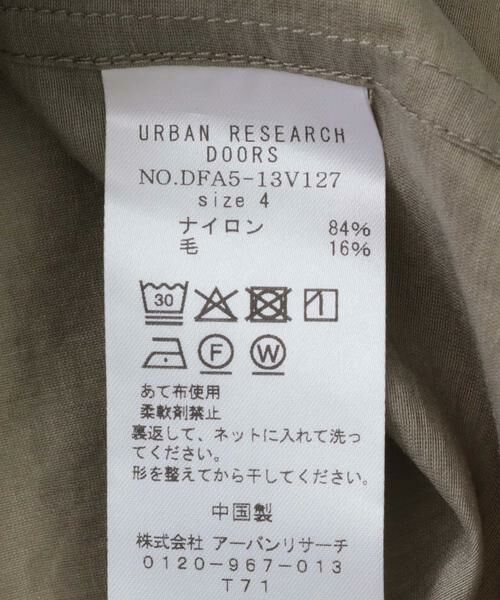 URBAN RESEARCH
DOORS
NO.DFA5-13V127
size 4
ナイロン 84%
毛 16%
30
F W
あて布使用
柔軟剤禁止
裏返して、ネットに入れて洗っ
てください。
形を整えてから干してください。
中国製
株式会社 アーバンリサーチ
0120-967-013
T71